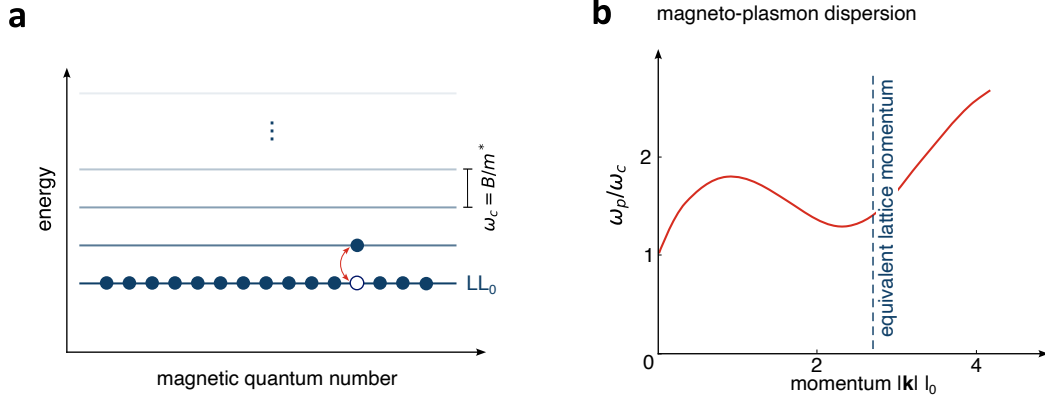 a
energy
⋮
ω_c = B/m*
LL₀
magnetic quantum number
b
magneto-plasmon dispersion
ω_p/ω_c
2
1
0
2
4
equivalent lattice momentum
momentum |k| l₀